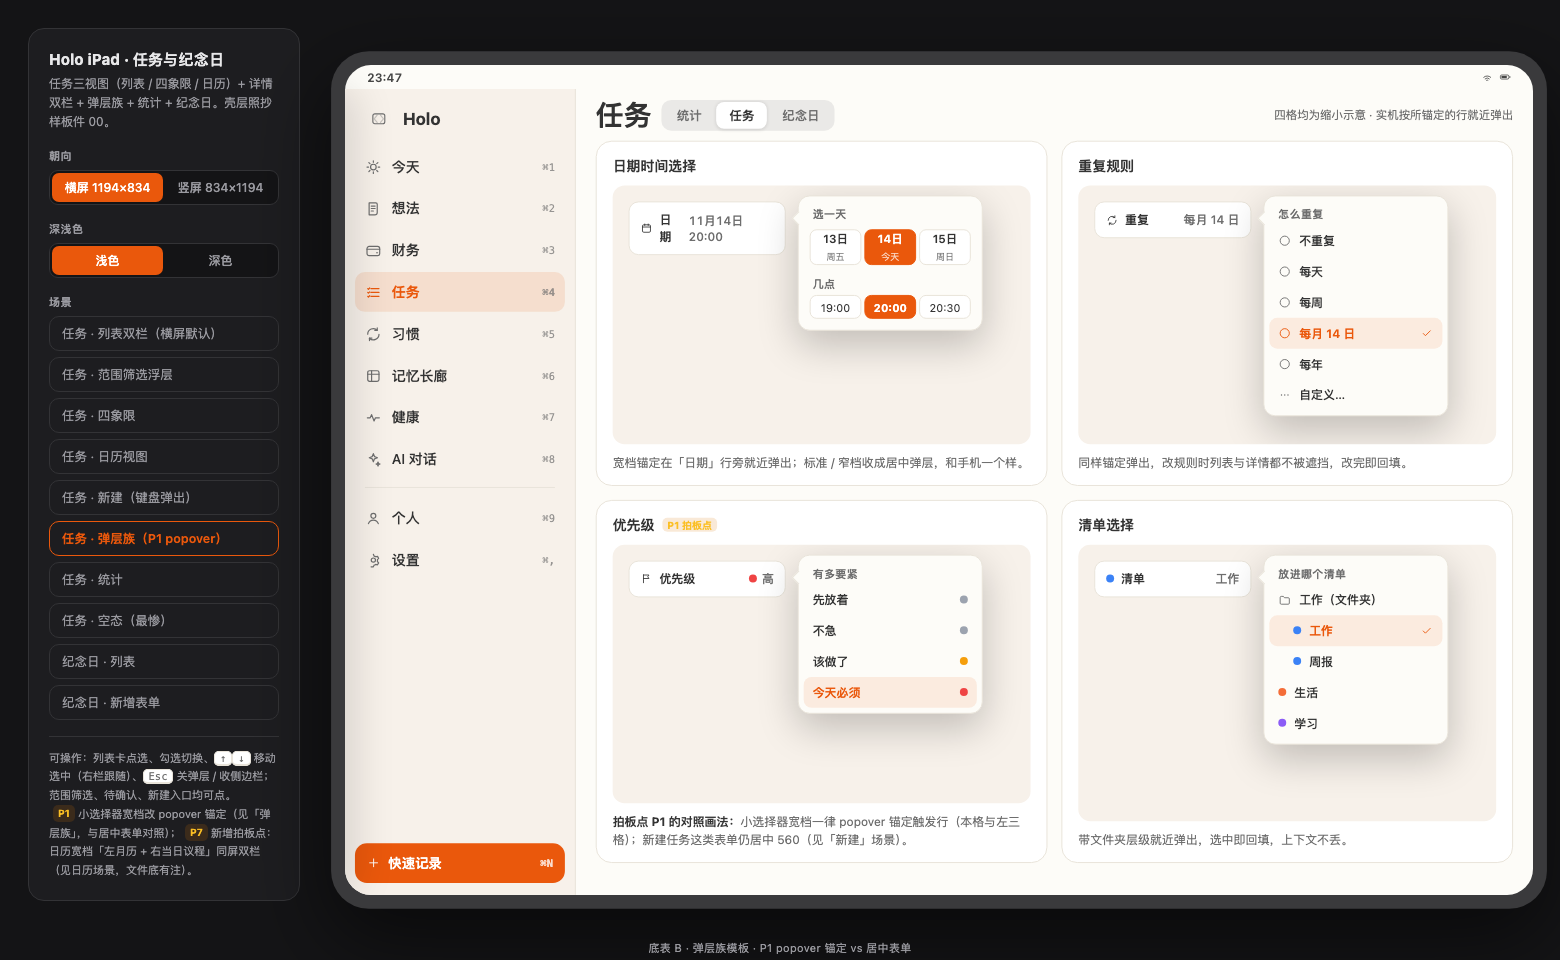 Holo iPad · 任务与纪念日
任务三视图（列表 / 四象限 / 日历）+ 详情
双栏 + 弹层族 + 统计 + 纪念日。壳层照抄
样板件 00。
朝向
横屏 1194×834
竖屏 834×1194
深浅色
浅色
深色
场景
任务 · 列表双栏（横屏默认）
任务 · 范围筛选浮层
任务 · 四象限
任务 · 日历视图
任务 · 新建（键盘弹出）
任务 · 弹层族（P1 popover）
任务 · 统计
任务 · 空态（最惨）
纪念日 · 列表
纪念日 · 新增表单
可操作：列表卡点选、勾选切换、↑ ↓ 移动
选中（右栏跟随）、Esc 关弹层 / 收侧边栏；
范围筛选、待确认、新建入口均可点。
P1 小选择器宽档改 popover 锚定（见「弹
层族」，与居中表单对照）； P7 新增拍板点：
日历宽档「左月历 + 右当日议程」同屏双栏
（见日历场景，文件底有注）。
23:47
Holo
今天 ⌘1
想法 ⌘2
财务 ⌘3
任务 ⌘4
习惯 ⌘5
记忆长廊 ⌘6
健康 ⌘7
AI 对话 ⌘8
个人 ⌘9
设置 ⌘,
+ 快速记录 ⌘N
任务
统计
任务
纪念日
四格均为缩小示意 · 实机按所锚定的行就近弹出
日期时间选择
日
期
11月14日
20:00
选一天
13日 14日 15日
周五 今天 周日
几点
19:00 20:00 20:30
宽档锚定在「日期」行旁就近弹出；标准 / 窄档收成居中弹层，和手机一个样。
重复规则
重复 每月 14 日
怎么重复
不重复
每天
每周
每月 14 日
每年
自定义…
同样锚定弹出，改规则时列表与详情都不被遮挡，改完即回填。
优先级 P1 拍板点
优先级 高
有多要紧
先放着
不急
该做了
今天必须
拍板点 P1 的对照画法：小选择器宽档一律 popover 锚定触发行（本格与左三
格）；新建任务这类表单仍居中 560（见「新建」场景）。
清单选择
清单 工作
放进哪个清单
工作（文件夹）
工作
周报
生活
学习
带文件夹层级就近弹出，选中即回填，上下文不丢。
底表 B · 弹层族模板 · P1 popover 锚定 vs 居中表单